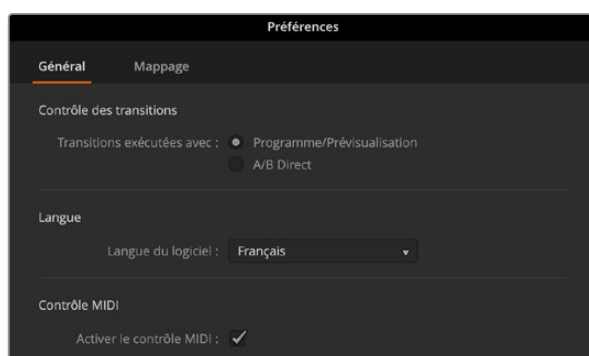 Préférences
Général Mappage
Contrôle des transitions
Transitions exécutées avec : Programme/Prévisualisation
A/B Direct
Langue
Langue du logiciel : Français
Contrôle MIDI
Activer le contrôle MIDI :